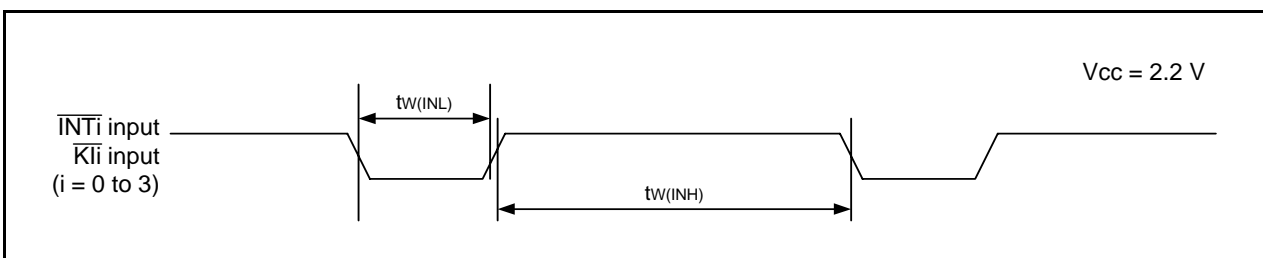 Vcc = 2.2 V
tW(INL)
INTi input
KIi input
(i = 0 to 3)
tW(INH)